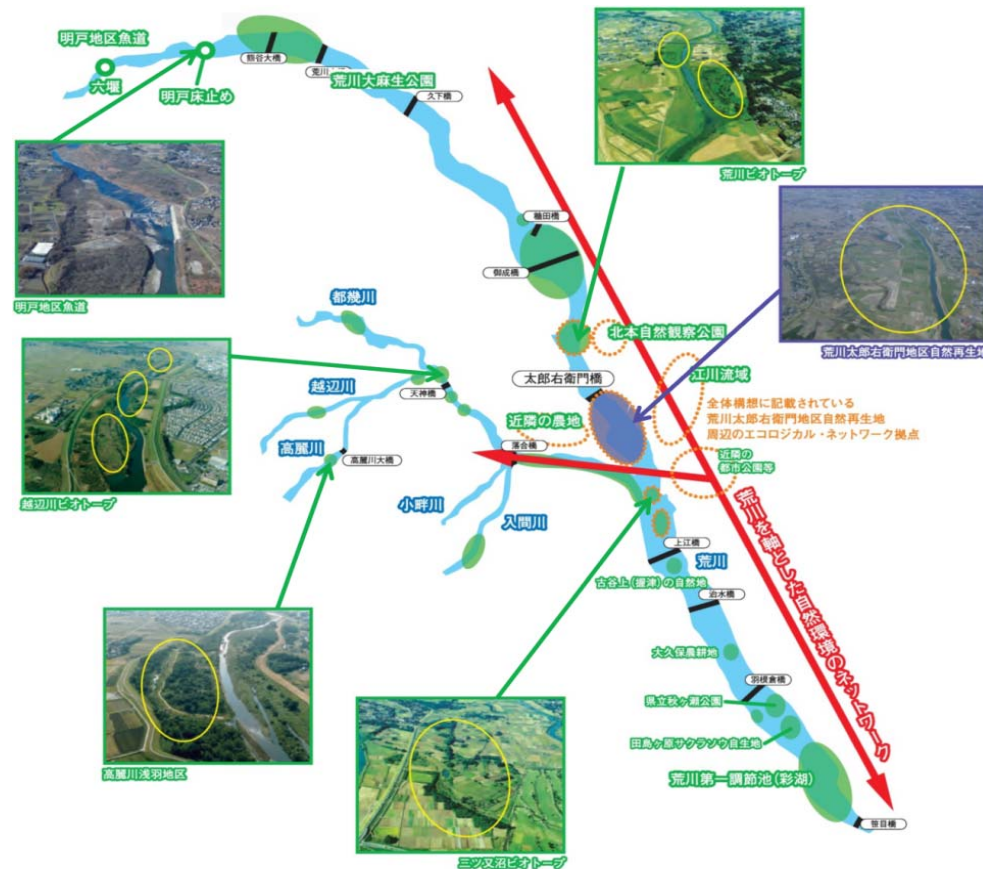 明戸地区魚道
六堰
明戸床止め
熊谷大橋
荒川大麻生公園
久下橋
明戸地区魚道
荒川ビオトープ
糠田橋
御成橋
荒川太郎右衛門地区自然再生地
北本自然観察公園
都幾川
太郎右衛門橋
江川流域
越辺川
天神橋
近隣の農地
全体構想に記載されている
荒川太郎右衛門地区自然再生地
周辺のエコロジカル・ネットワーク拠点
高麗川
高麗川大橋
落合橋
近隣の
都市公園等
越辺川ビオトープ
小畔川
入間川
上江橋
荒川
古谷上(握津)の自然地
治水橋
荒川を軸とした自然環境のネットワーク
大久保農耕地
羽根倉橋
県立秋ヶ瀬公園
田島ヶ原サクラソウ自生地
高麗川浅羽地区
荒川第一調節池(彩湖)
笹目橋
三ツ又沼ビオトープ